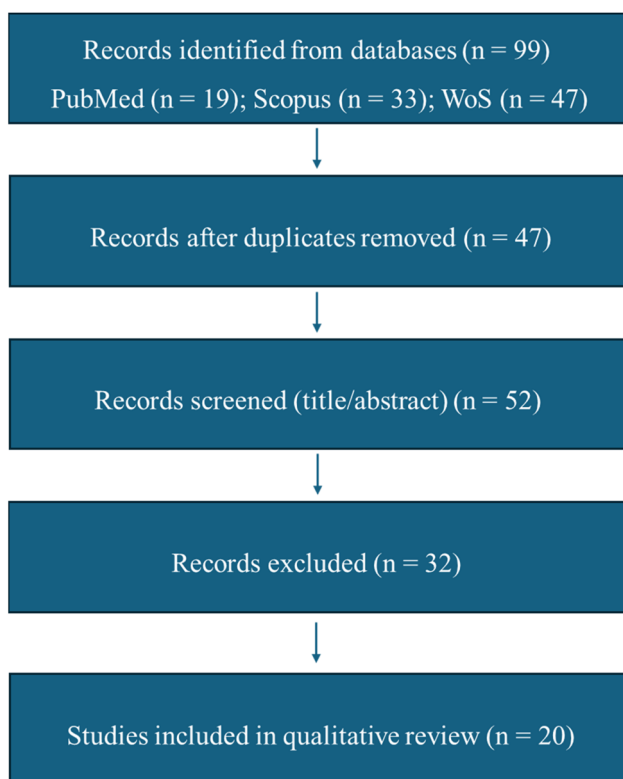 Records identified from databases (n = 99)
PubMed (n = 19); Scopus (n = 33); WoS (n = 47)
Records after duplicates removed (n = 47)
Records screened (title/abstract) (n = 52)
Records excluded (n = 32)
Studies included in qualitative review (n = 20)